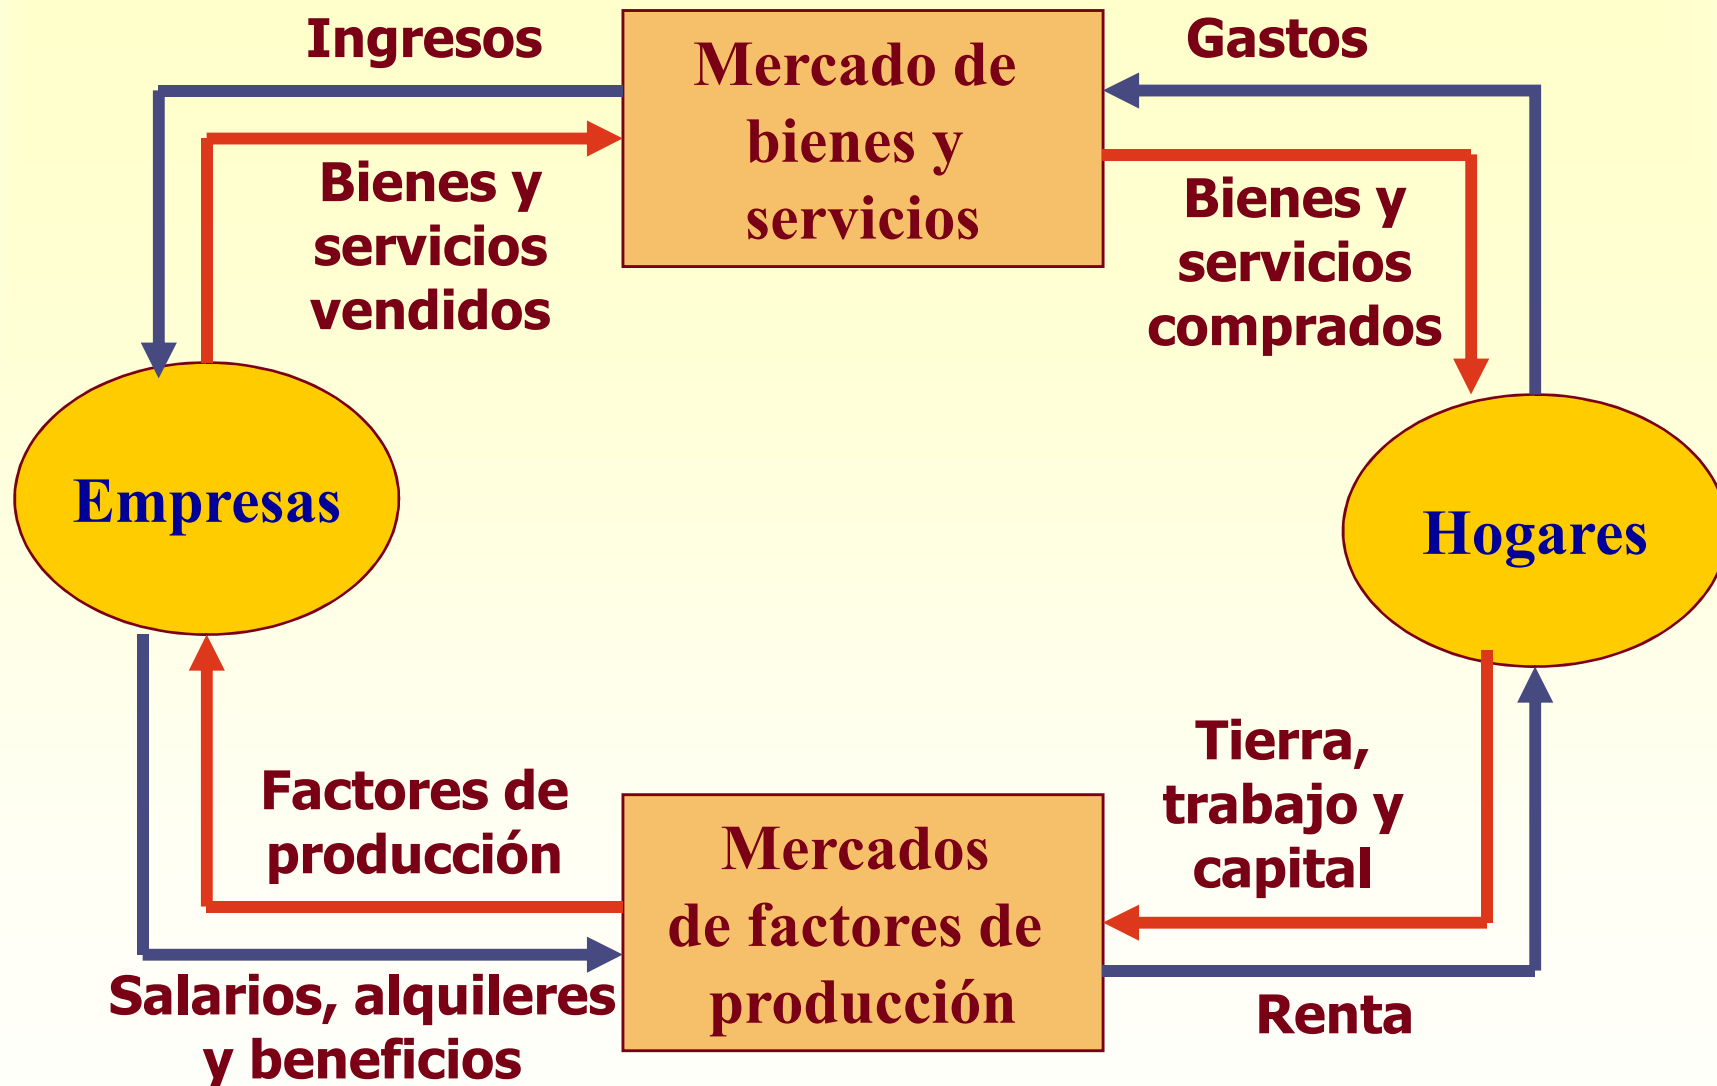 Ingresos
Mercado de
bienes y
servicios
Gastos
Bienes y
servicios
vendidos
Bienes y
servicios
comprados
Empresas
Hogares
Factores de
producción
Mercados
de factores de
producción
Tierra,
trabajo y
capital
Salarios, alquileres
y beneficios
Renta